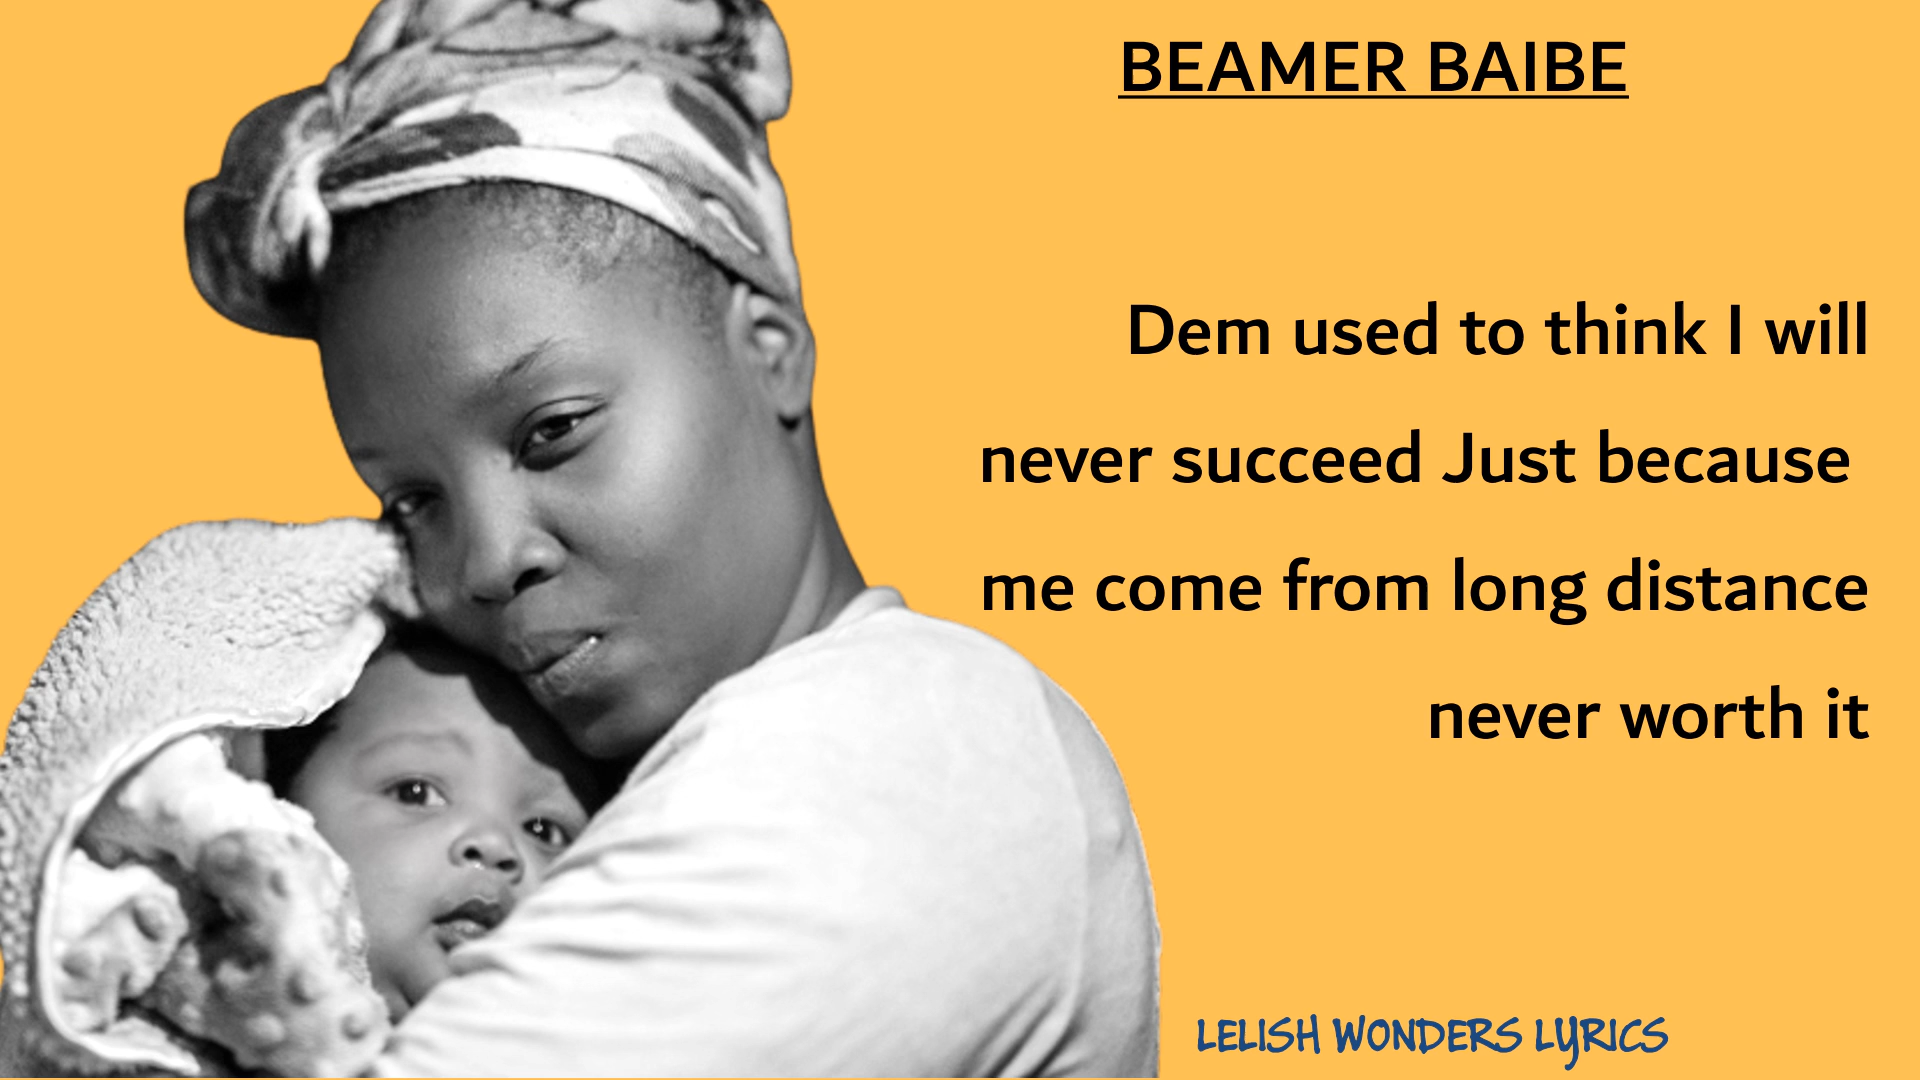 BEAMER BAIBE
Dem used to think I will
never succeed Just because
me come from long distance
never worth it
LELISH WONDERS LYRICS